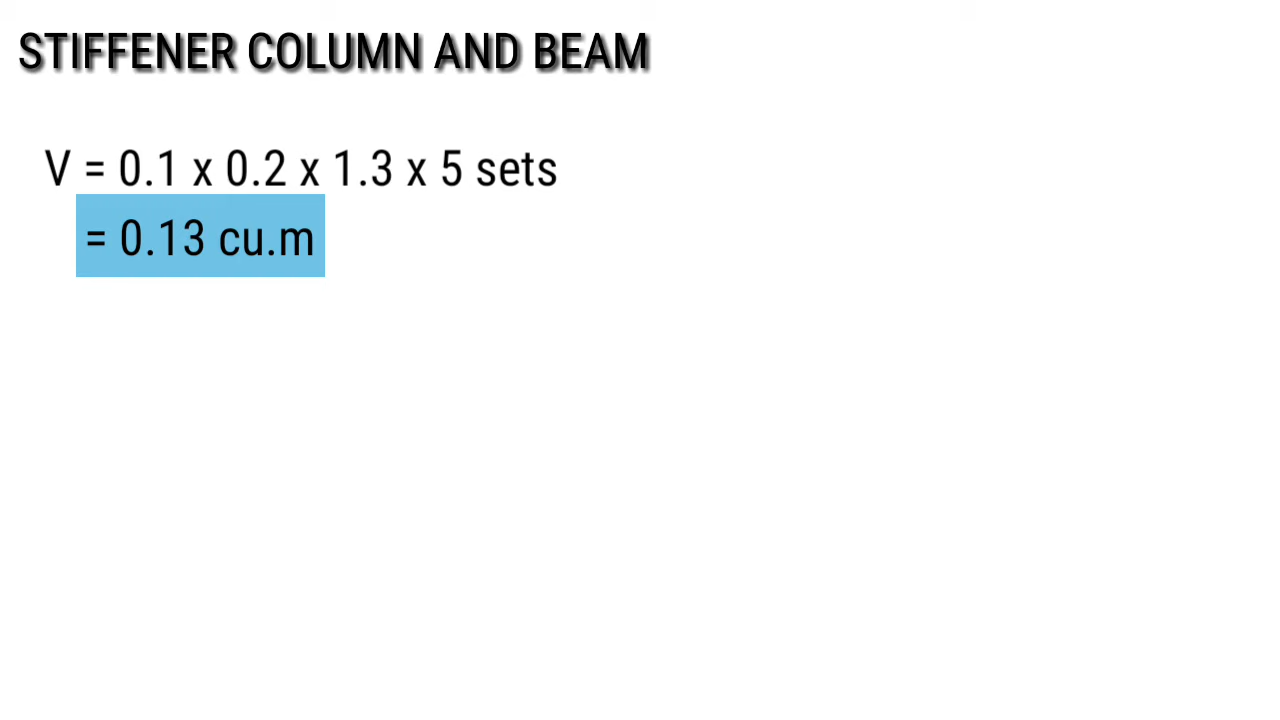 STIFFENER COLUMN AND BEAM
V = 0.1 x 0.2 x 1.3 x 5 sets
= 0.13 cu.m